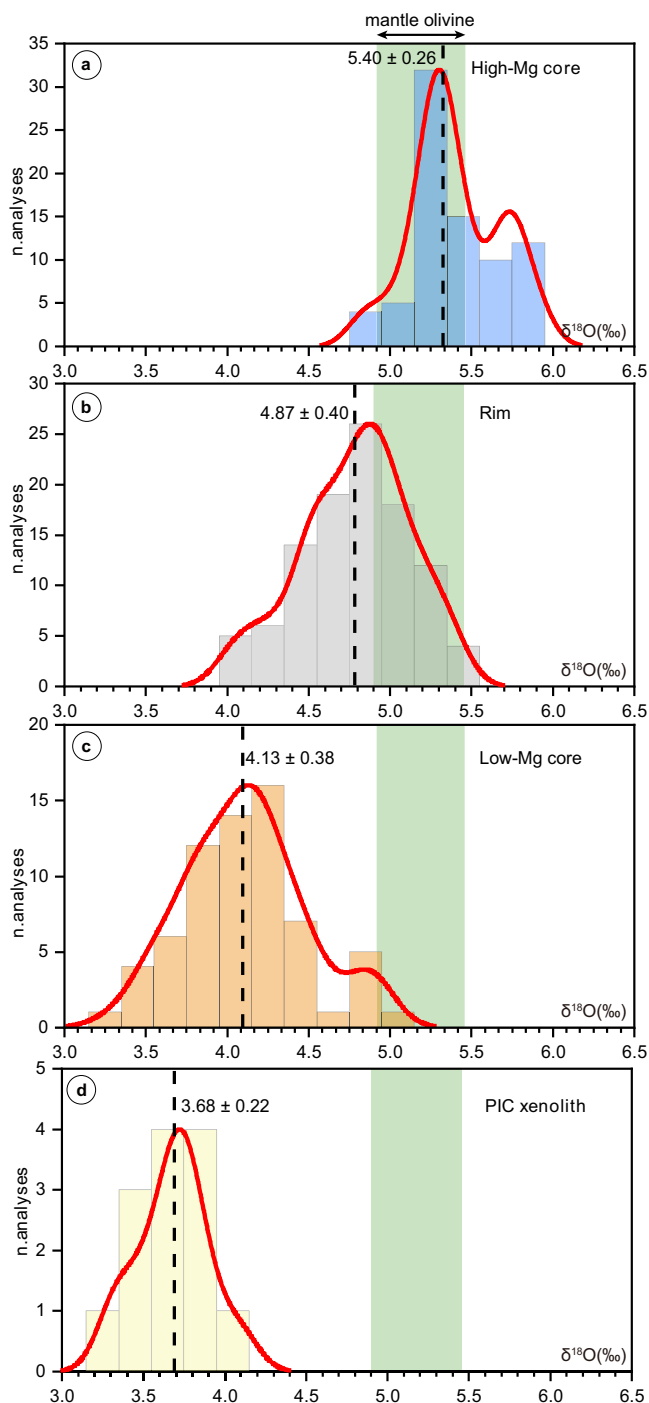 mantle olivine
a
5.40 ± 0.26
High-Mg core
n.analyses
35
30
25
20
15
10
5
0
δ¹⁸O(‰)
3.0 3.5 4.0 4.5 5.0 5.5 6.0 6.5
b
4.87 ± 0.40
Rim
n.analyses
30
25
20
15
10
5
0
δ¹⁸O(‰)
3.0 3.5 4.0 4.5 5.0 5.5 6.0 6.5
c
4.13 ± 0.38
Low-Mg core
n.analyses
20
15
10
5
0
δ¹⁸O(‰)
3.0 3.5 4.0 4.5 5.0 5.5 6.0 6.5
d
3.68 ± 0.22
PIC xenolith
n.analyses
5
4
3
2
1
0
δ¹⁸O(‰)
3.0 3.5 4.0 4.5 5.0 5.5 6.0 6.5